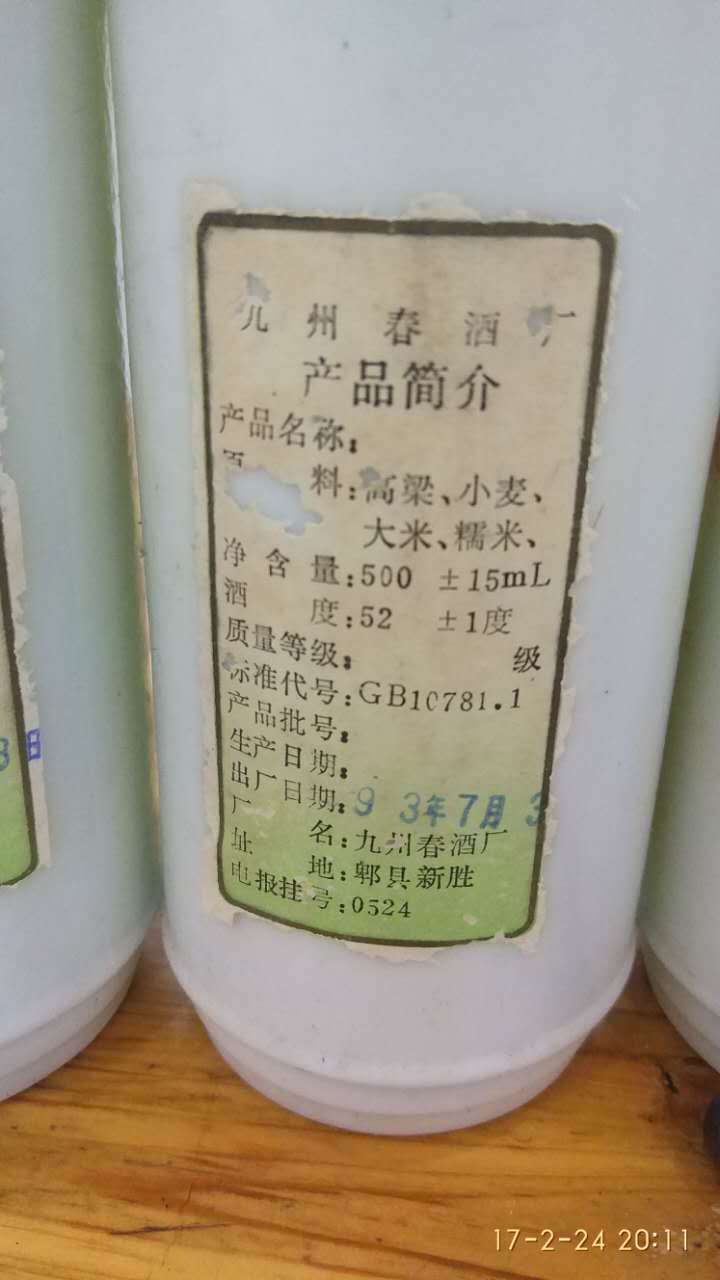 九州春酒厂
产品简介
产品名称:
料:高粱、小麦、
大米、糯米、
净含量:500 ±15mL
酒度:52 ±1度
质量等级: 级
标准代号:GB10781.1
产品批号:
生产日期:
出厂日期:93年7月3
厂名:九州春酒厂
址地:郫县新胜
电报挂号:0524
日
17-2-24 20:11